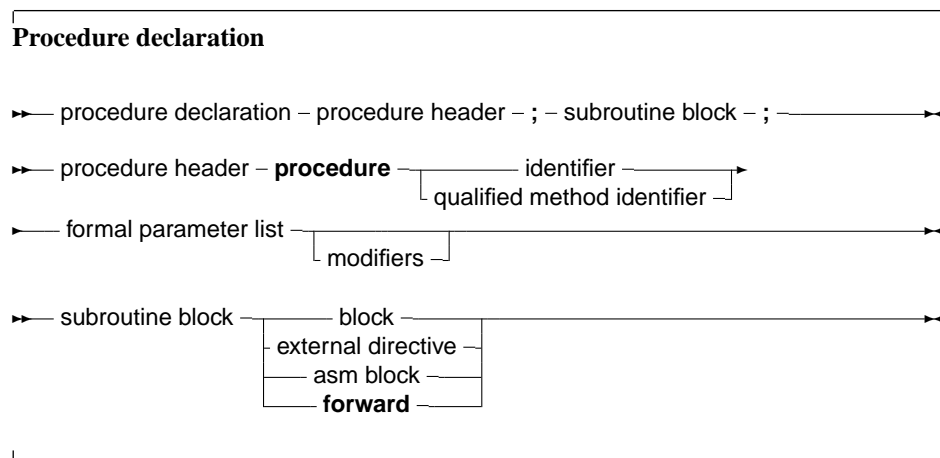 Procedure declaration
procedure declaration procedure header ; subroutine block ;
procedure header procedure identifier
qualified method identifier
formal parameter list
modifiers
subroutine block block
external directive
asm block
forward